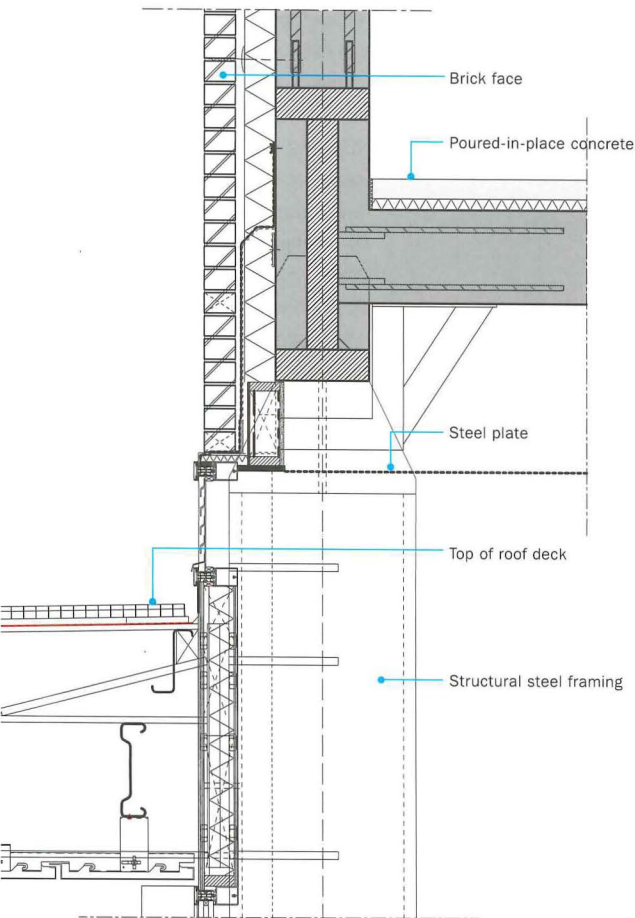 Brick face
Poured-in-place concrete
Steel plate
Top of roof deck
Structural steel framing